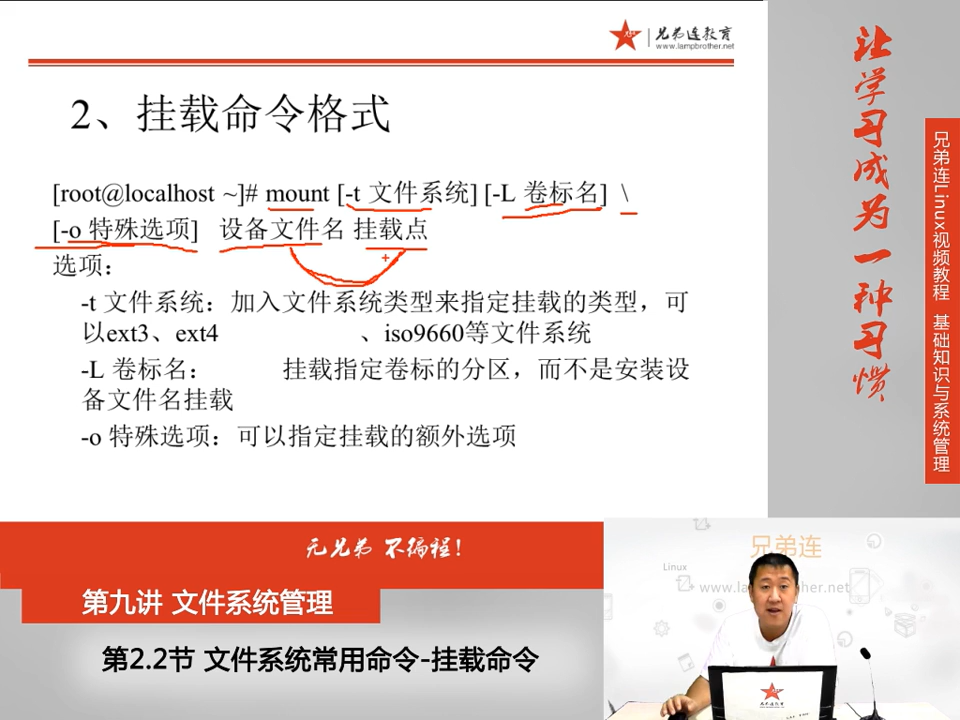 兄弟连教育
www.lampbrother.net
2、挂载命令格式
[root@localhost ~]# mount [-t 文件系统] [-L 卷标名] \
[-o 特殊选项] 设备文件名 挂载点
选项：
-t 文件系统：加入文件系统类型来指定挂载的类型，可
以ext3、ext4 、iso9660等文件系统
-L 卷标名： 挂载指定卷标的分区，而不是安装设
备文件名挂载
-o 特殊选项：可以指定挂载的额外选项
让学习成为一种习惯
兄弟连Linux视频教程 基础知识与系统管理
无兄弟 不编程！
第九讲 文件系统管理
第2.2节 文件系统常用命令-挂载命令
兄弟连
Linux
www.la rother.net
兄弟连教育